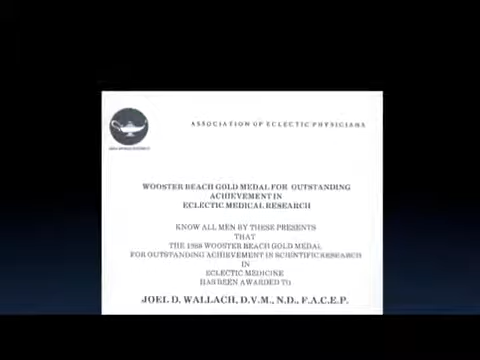 ASSOCIATION OF ECLECTIC PHYSICIANS
WOOSTER BEACH GOLD MEDAL FOR OUTSTANDING
ACHIEVEMENT IN
ECLECTIC MEDICAL RESEARCH
KNOW ALL MEN BY THESE PRESENTS
THAT
THE 1988 WOOSTER BEACH GOLD MEDAL
FOR OUTSTANDING ACHIEVEMENT IN SCIENTIFIC RESEARCH
IN
ECLECTIC MEDICINE
HAS BEEN AWARDED TO
JOEL D. WALLACH, D.V.M., N.D., F.A.C.E.P.